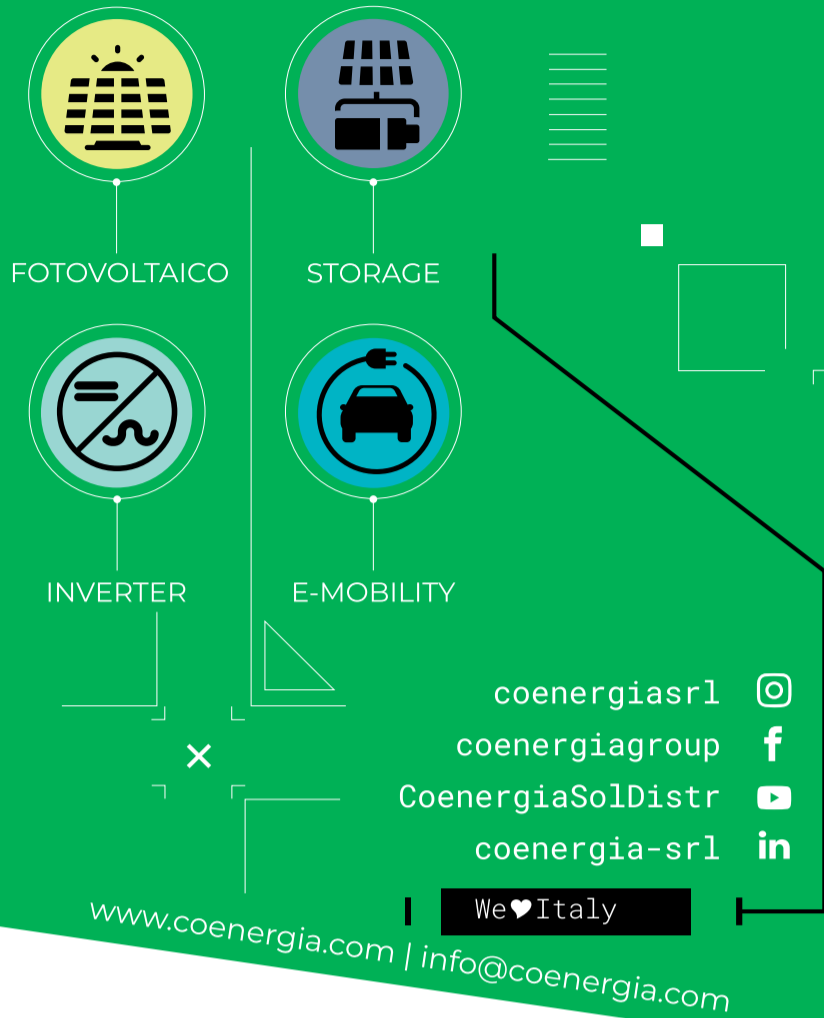 FOTOVOLTAICO
STORAGE
INVERTER
E-MOBILITY
coenergiasrl
coenergiagroup
CoenergiaSolDistr
coenergia-srl
We♥Italy
www.coenergia.com | info@coenergia.com